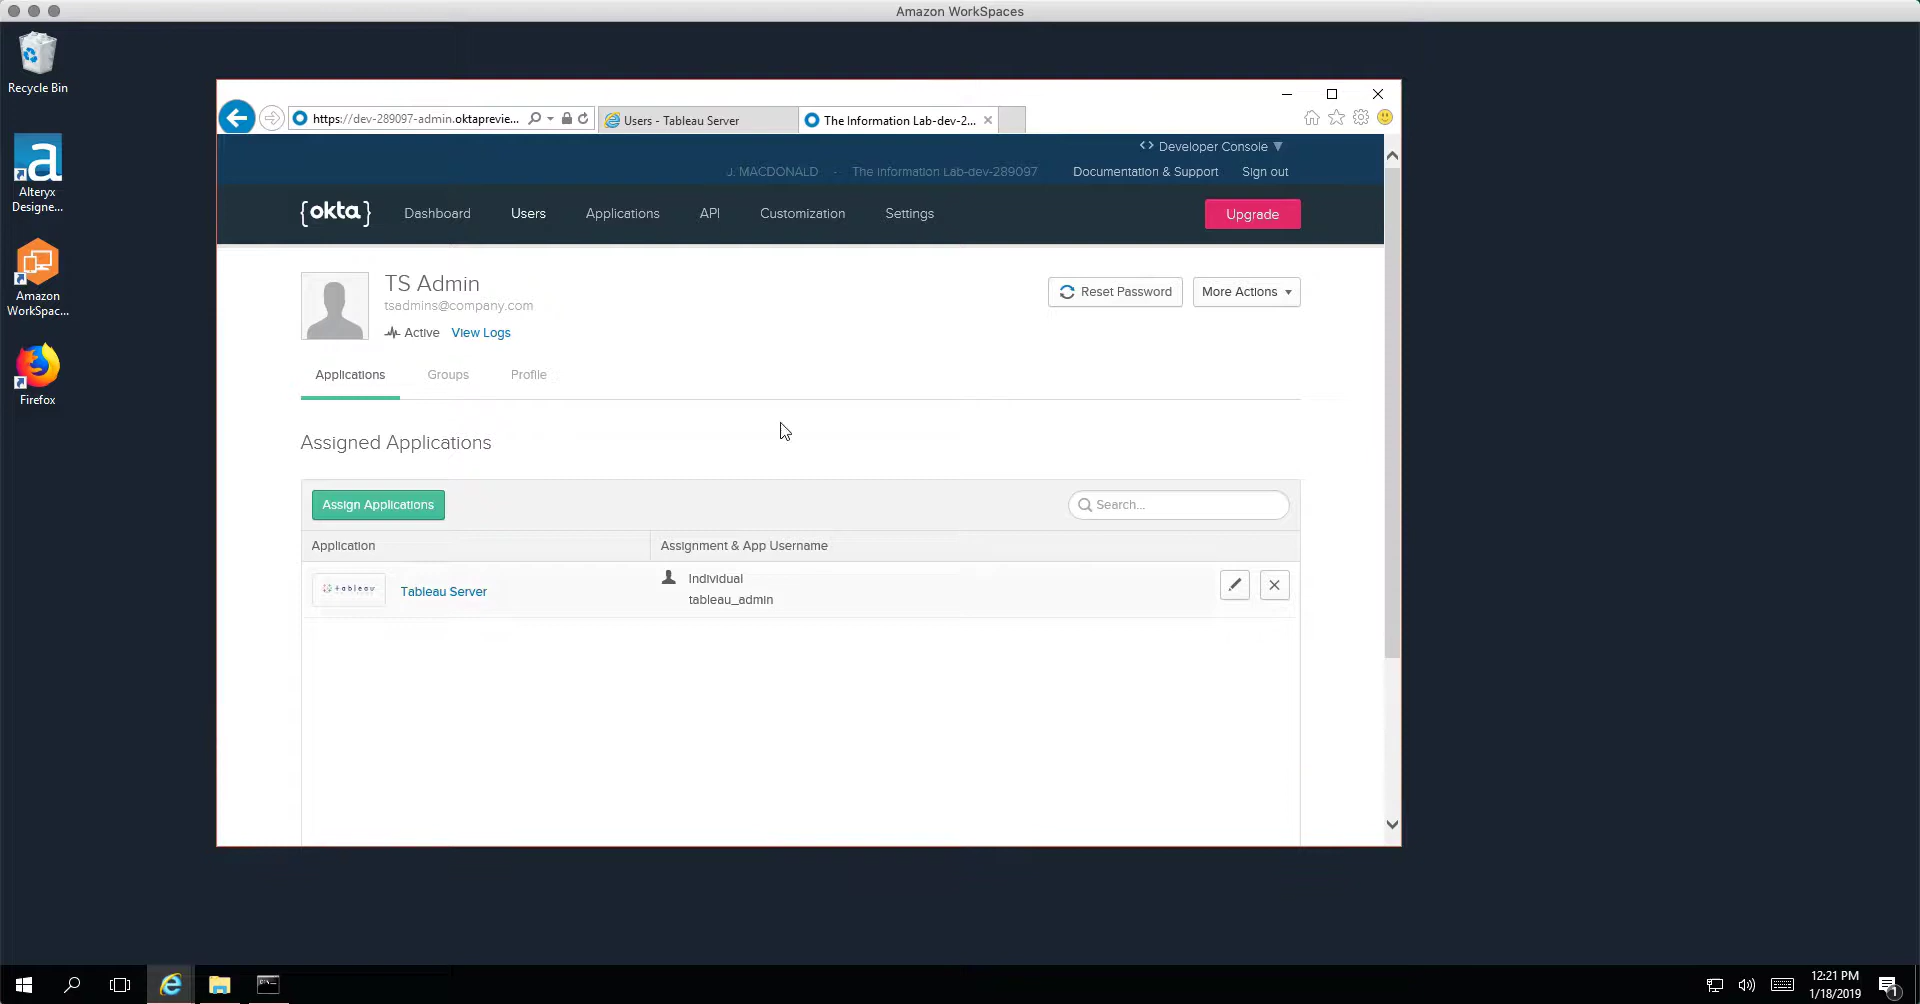 Amazon WorkSpaces
Recycle Bin
a
Alteryx
Designe...
Amazon
WorkSpac...
Firefox
https://dev-289097-admin.oktapreview...
Users - Tableau Server
The Information Lab-dev-2...
Developer Console
J. MACDONALD - The Information Lab-dev-289097
Documentation & Support
Sign out
{okta}
Dashboard
Users
Applications
API
Customization
Settings
Upgrade
TS Admin
tsadmins@company.com
Active
View Logs
Reset Password
More Actions
Applications
Groups
Profile
Assigned Applications
Assign Applications
Search...
Application
Assignment & App Username
tableau
Tableau Server
Individual
tableau_admin
12:21 PM
1/18/2019
1